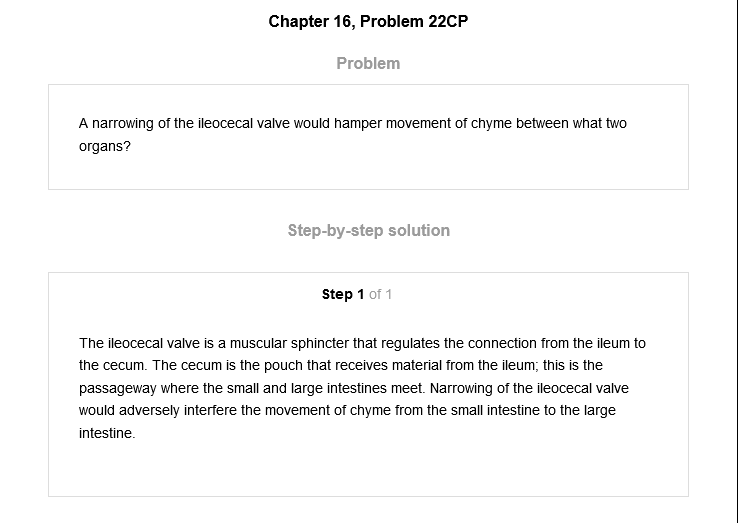 Chapter 16, Problem 22CP
Problem
A narrowing of the ileocecal valve would hamper movement of chyme between what two
organs?
Step-by-step solution
Step 1 of 1
The ileocecal valve is a muscular sphincter that regulates the connection from the ileum to
the cecum. The cecum is the pouch that receives material from the ileum; this is the
passageway where the small and large intestines meet. Narrowing of the ileocecal valve
would adversely interfere the movement of chyme from the small intestine to the large
intestine.